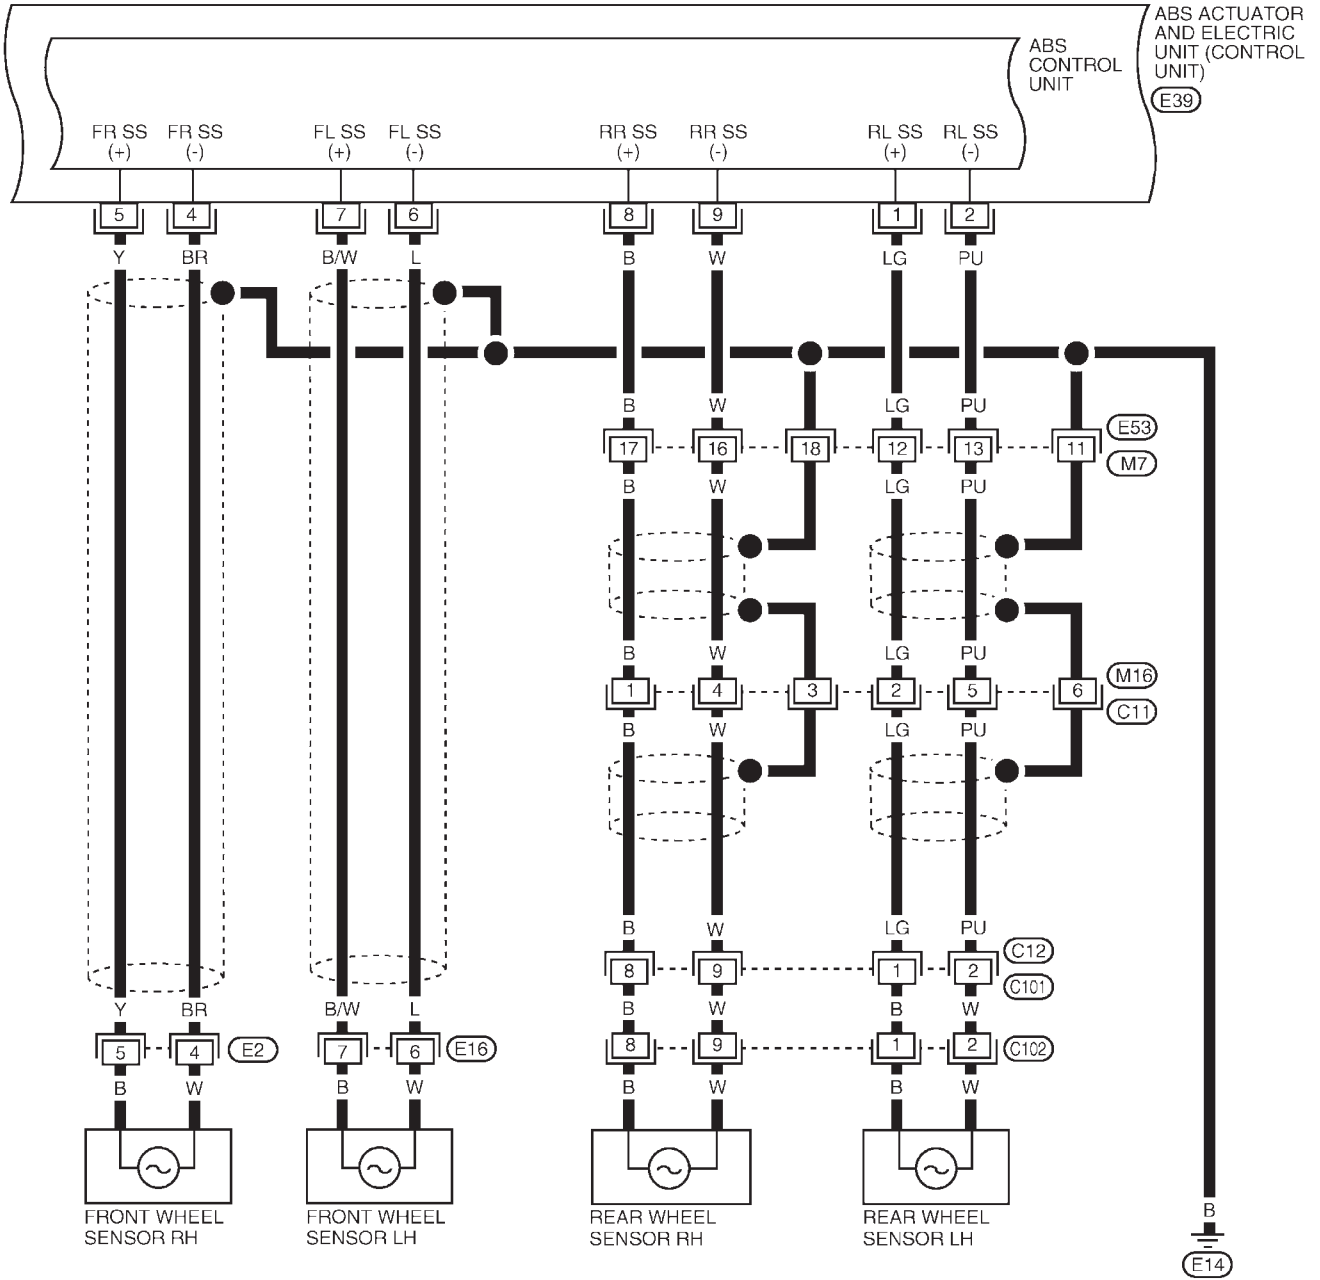 ABS ACTUATOR
AND ELECTRIC
UNIT (CONTROL
UNIT)
E39
ABS
CONTROL
UNIT
FR SS FR SS FL SS FL SS RR SS RR SS RL SS RL SS
(+) (-) (+) (-) (+) (-) (+) (-)
5 4 7 6 8 9 1 2
Y BR B/W L B W LG PU
B W LG PU
E53
17 16 18 12 13 11
M7
B W LG PU
B W LG PU
M16
1 4 3 2 5 6
C11
B W LG PU
B W LG PU
C12
8 9 1 2
C101
Y BR B/W L B W B W
5 4 E2 7 6 E16 8 9 1 2 C102
B W B W B W B W
FRONT WHEEL
SENSOR RH
FRONT WHEEL
SENSOR LH
REAR WHEEL
SENSOR RH
REAR WHEEL
SENSOR LH
B
E14